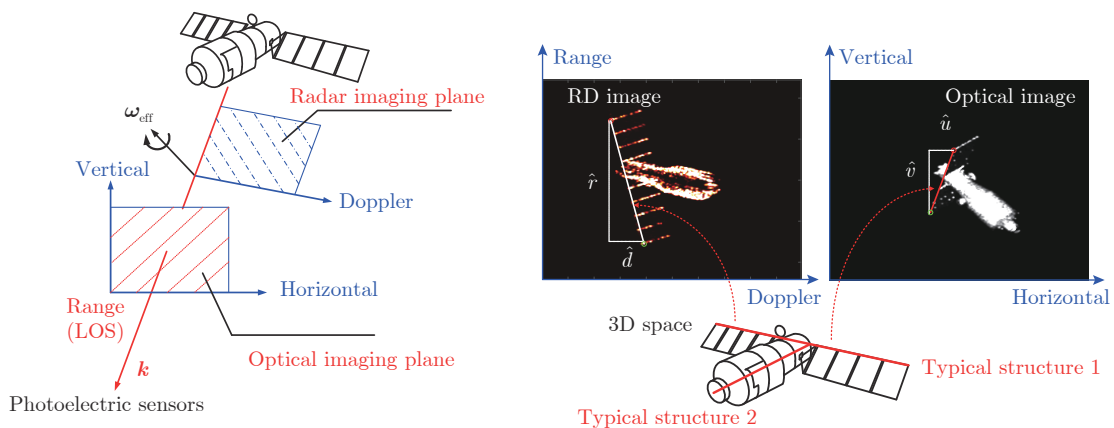 Radar imaging plane
ω_eff
Vertical
Doppler
Horizontal
Range
(LOS)
Optical imaging plane
k
Photoelectric sensors
Range
RD image
r̂
d̂
Doppler
Vertical
Optical image
û
v̂
Horizontal
3D space
Typical structure 1
Typical structure 2